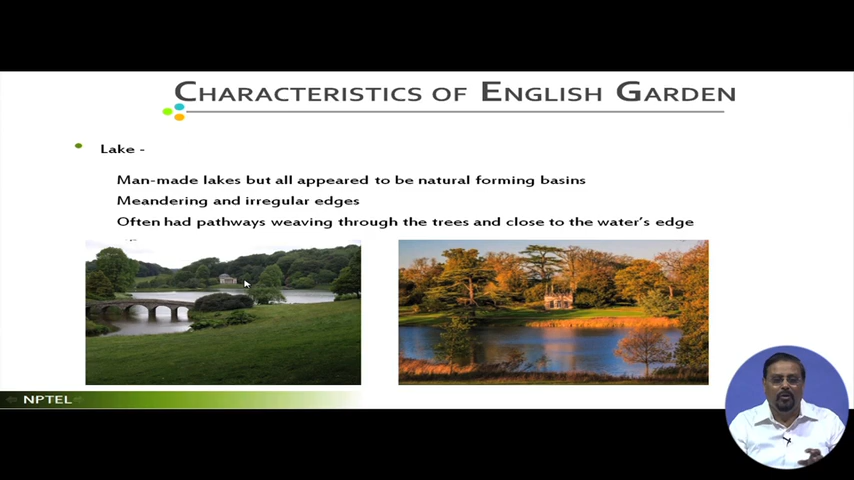 CHARACTERISTICS OF ENGLISH GARDEN
Lake -
Man-made lakes but all appeared to be natural forming basins
Meandering and irregular edges
Often had pathways weaving through the trees and close to the water's edge
NPTEL